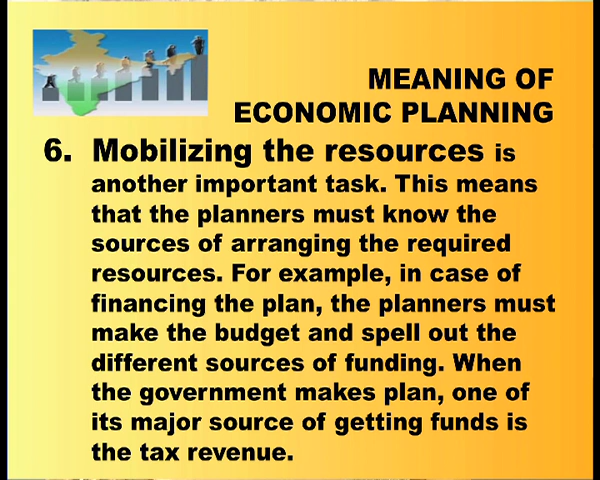 MEANING OF
ECONOMIC PLANNING
6. Mobilizing the resources is
another important task. This means
that the planners must know the
sources of arranging the required
resources. For example, in case of
financing the plan, the planners must
make the budget and spell out the
different sources of funding. When
the government makes plan, one of
its major source of getting funds is
the tax revenue.